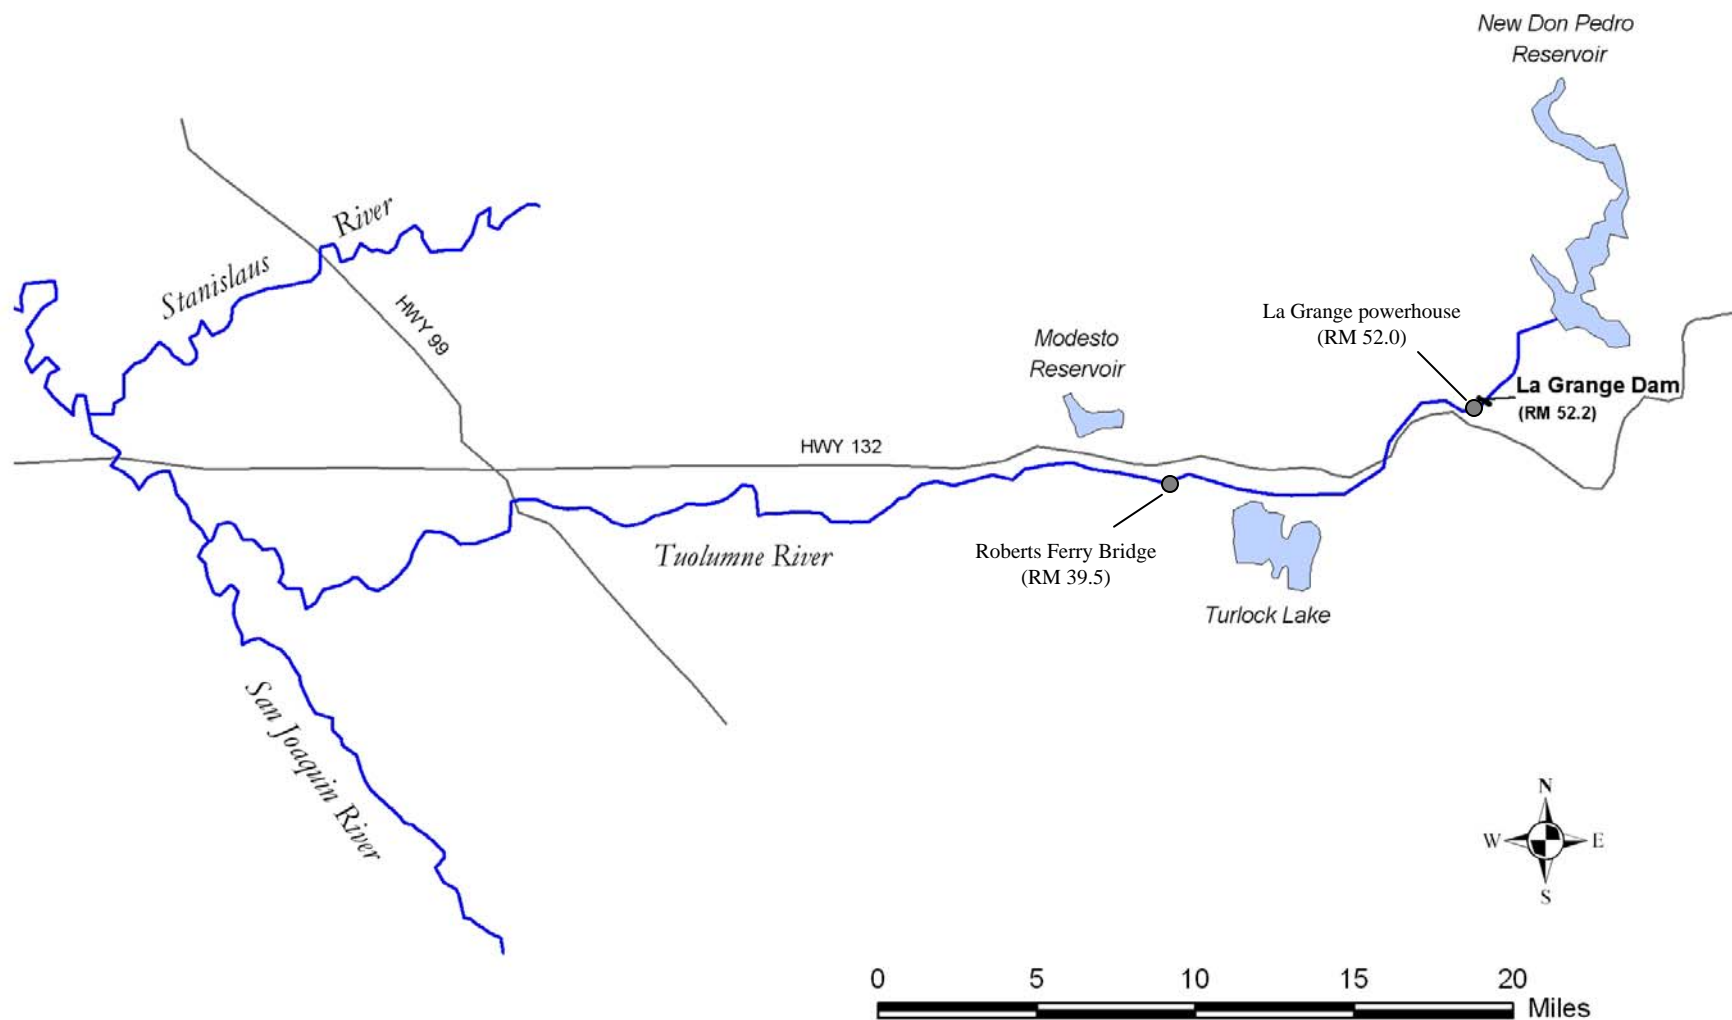 New Don Pedro
Reservoir
River
Stanislaus
HWY 99
La Grange powerhouse
(RM 52.0)
Modesto
Reservoir
La Grange Dam
(RM 52.2)
HWY 132
Tuolumne River
Roberts Ferry Bridge
(RM 39.5)
Turlock Lake
San Joaquin River
N
W
E
S
0 5 10 15 20
Miles